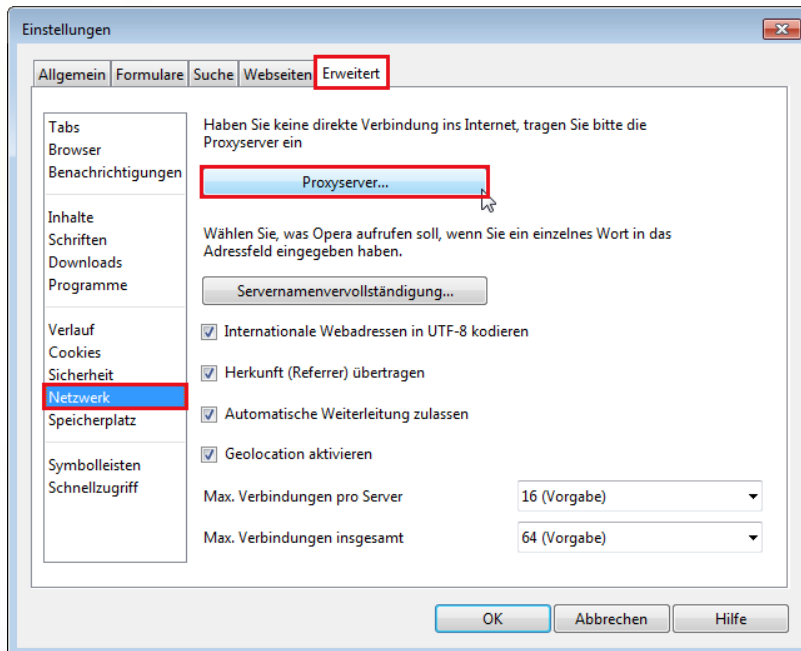 Einstellungen
Allgemein Formulare Suche Webseiten Erweitert
Tabs
Browser
Benachrichtigungen
Inhalte
Schriften
Downloads
Programme
Verlauf
Cookies
Sicherheit
Netzwerk
Speicherplatz
Symbolleisten
Schnellzugriff
Haben Sie keine direkte Verbindung ins Internet, tragen Sie bitte die
Proxyserver ein
Proxyserver...
Wählen Sie, was Opera aufrufen soll, wenn Sie ein einzelnes Wort in das
Adressfeld eingegeben haben.
Servernamenvervollständigung...
Internationale Webadressen in UTF-8 kodieren
Herkunft (Referrer) übertragen
Automatische Weiterleitung zulassen
Geolocation aktivieren
Max. Verbindungen pro Server 16 (Vorgabe)
Max. Verbindungen insgesamt 64 (Vorgabe)
OK Abbrechen Hilfe